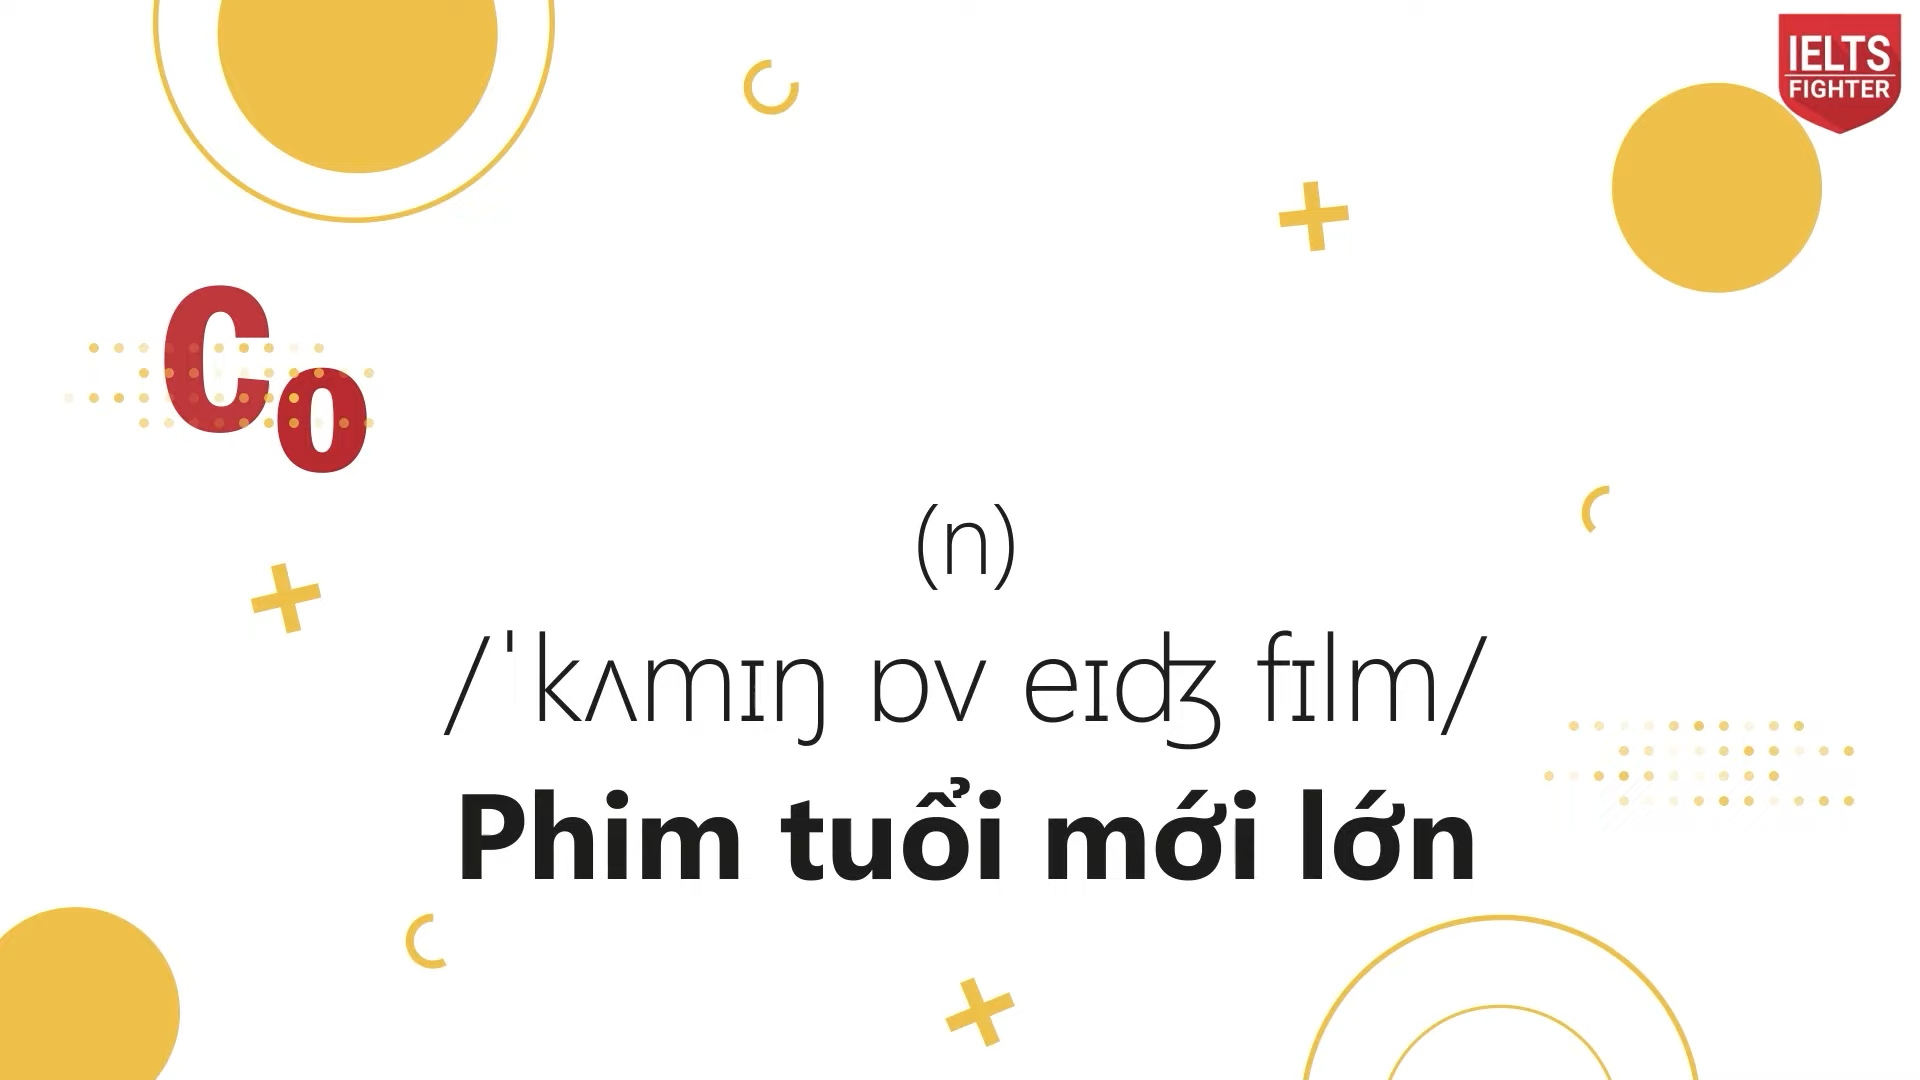 IELTS
FIGHTER
Co
(n)
/ˈkʌmɪŋ ɒv eɪʤ fɪlm/
Phim tuổi mới lớn